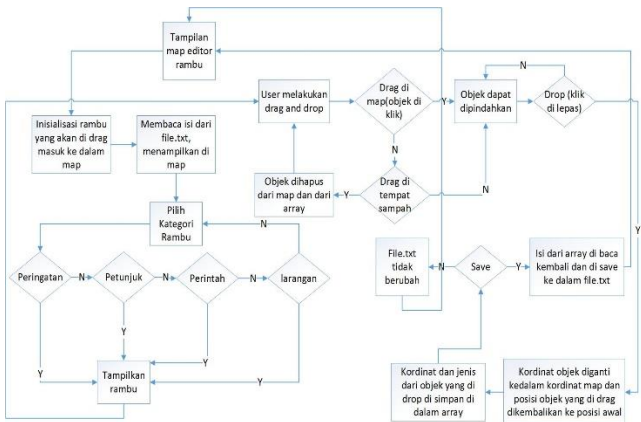 Tampilan
map editor
rambu
Inisialisasi rambu
yang akan di drag
masuk ke dalam
map
Membaca isi dari
file.txt,
menampilkan di
map
User melakukan
drag and drop
Drag di
map(objek di
klik)
Y
Objek dapat
dipindahkan
N
Drop (klik
di lepas)
N
Drag di
tempat
sampah
Y
N
Objek dihapus
dari map dan dari
array
Pilih
Kategori
Rambu
N
Peringatan
N
Petunjuk
N
Perintah
N
larangan
Y
Y
Y
Y
Tampilkan
rambu
File.txt
tidak
berubah
N
Save
Y
Isi dari array di baca
kembali dan di save
ke dalam file.txt
Y
Kordinat dan jenis
dari objek yang di
drop di simpan di
dalam array
Kordinat objek diganti
kedalam kordinat map dan
posisi objek yang di drag
dikembalikan ke posisi awal